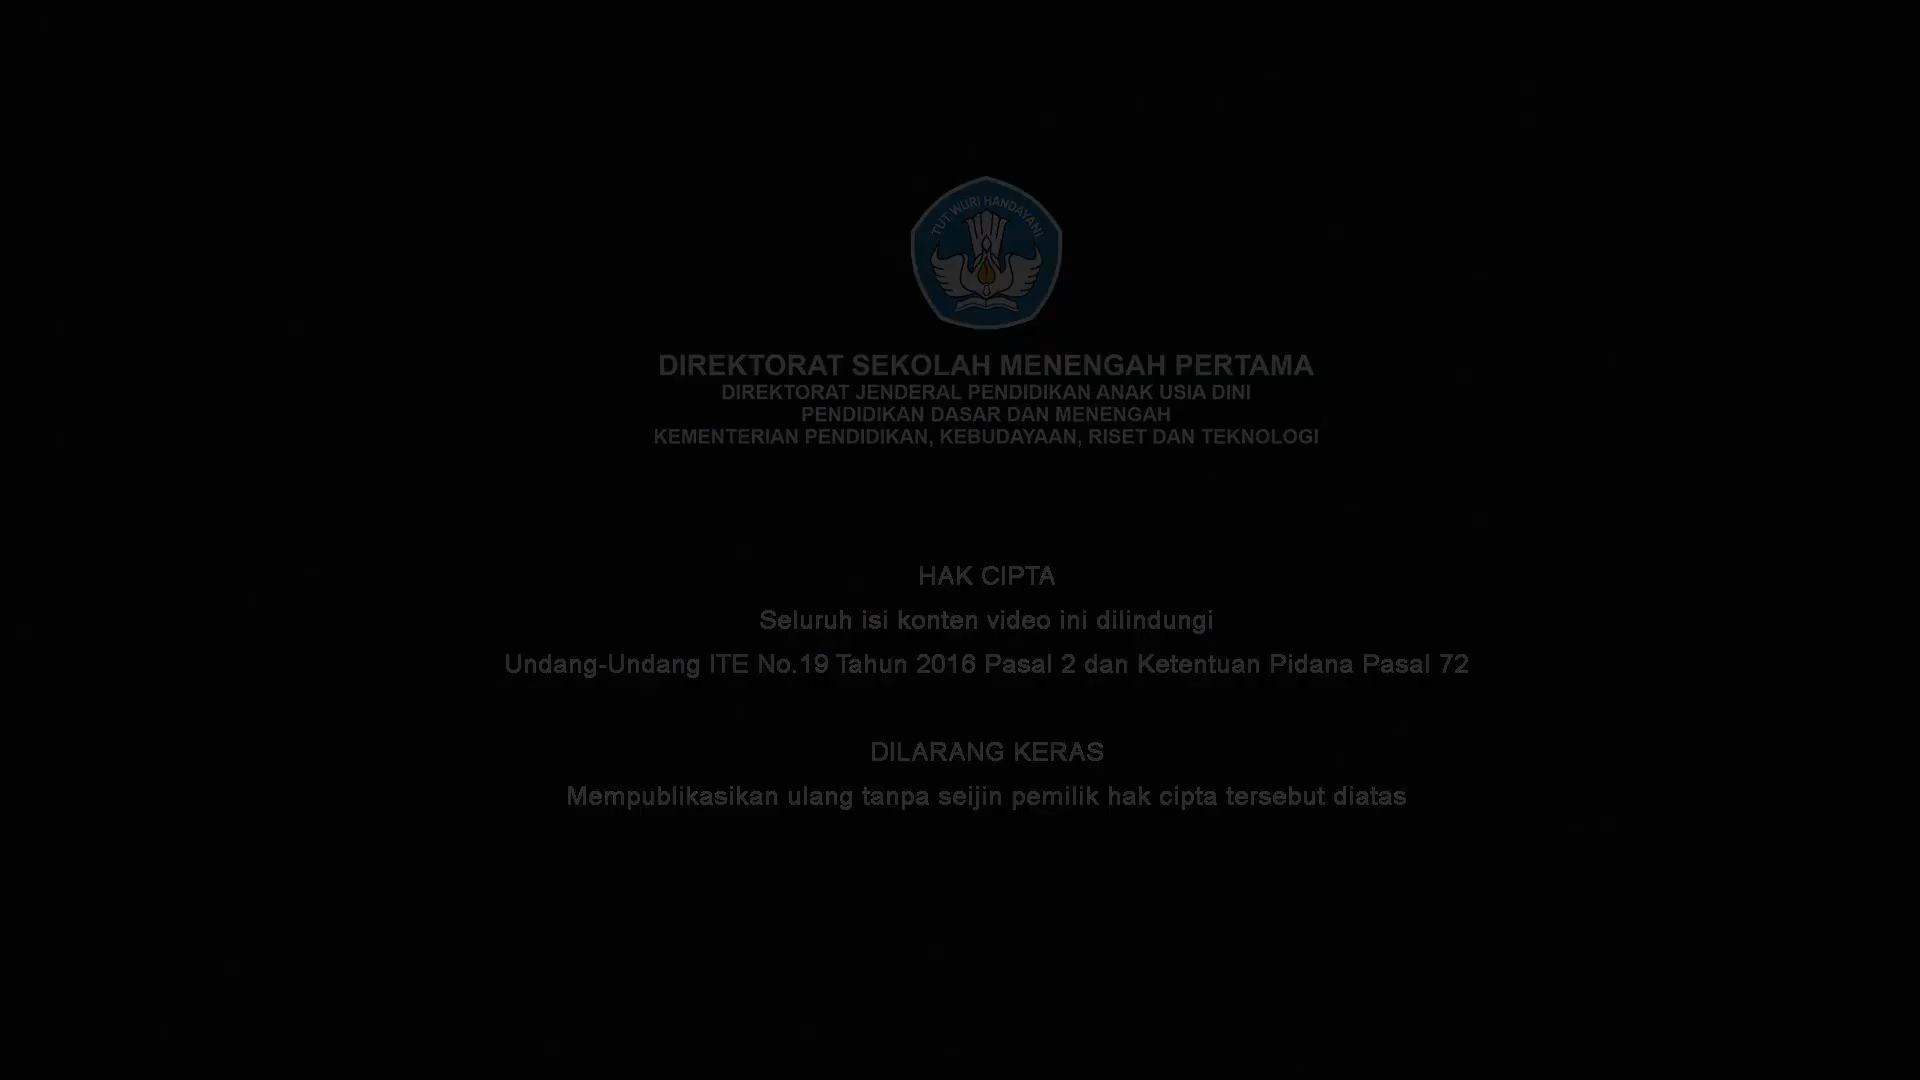 TUT WURI HANDAYANI
DIREKTORAT SEKOLAH MENENGAH PERTAMA
DIREKTORAT JENDERAL PENDIDIKAN ANAK USIA DINI
PENDIDIKAN DASAR DAN MENENGAH
KEMENTERIAN PENDIDIKAN, KEBUDAYAAN, RISET DAN TEKNOLOGI
HAK CIPTA
Seluruh isi konten video ini dilindungi
Undang-Undang ITE No.19 Tahun 2016 Pasal 2 dan Ketentuan Pidana Pasal 72
DILARANG KERAS
Mempublikasikan ulang tanpa seijin pemilik hak cipta tersebut diatas